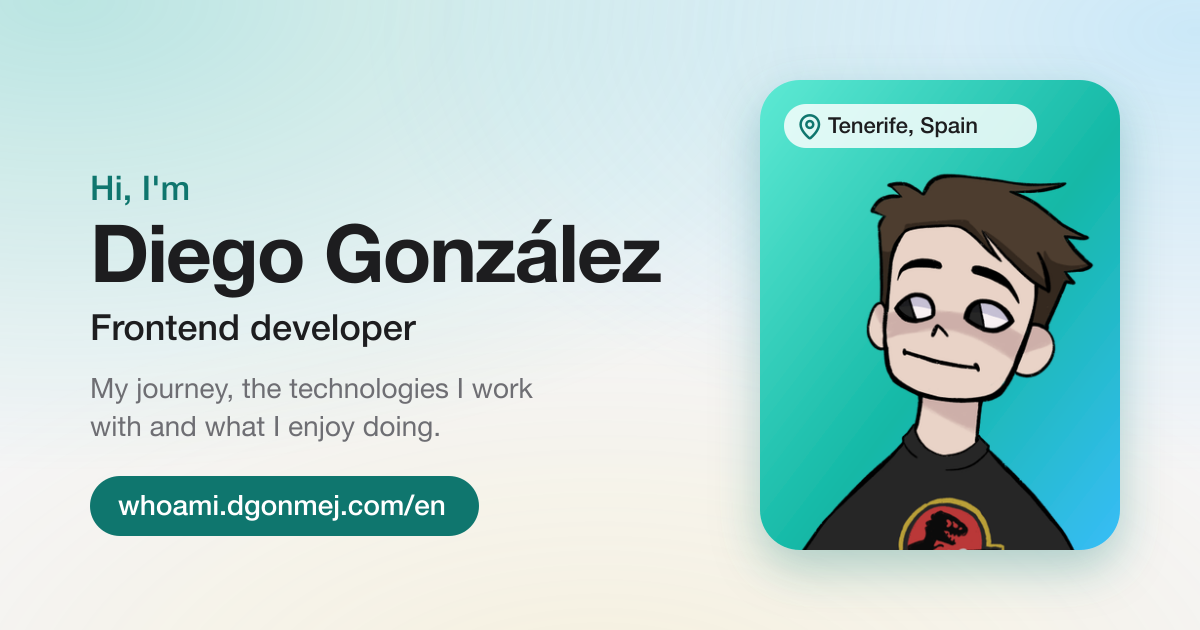 Hi, I'm
Diego González
Frontend developer
My journey, the technologies I work
with and what I enjoy doing.
whoami.dgonmej.com/en
Tenerife, Spain